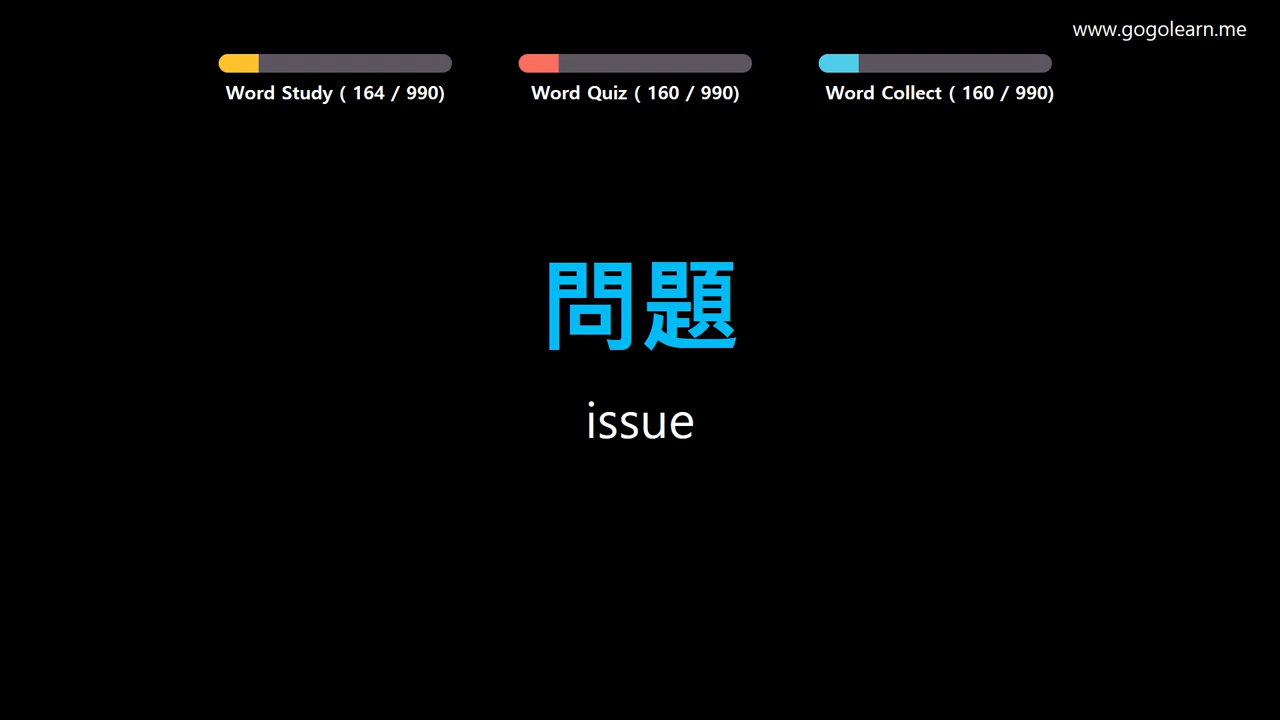 www.gogolearn.me
Word Study ( 164 / 990)
Word Quiz ( 160 / 990)
Word Collect ( 160 / 990)
問題
issue